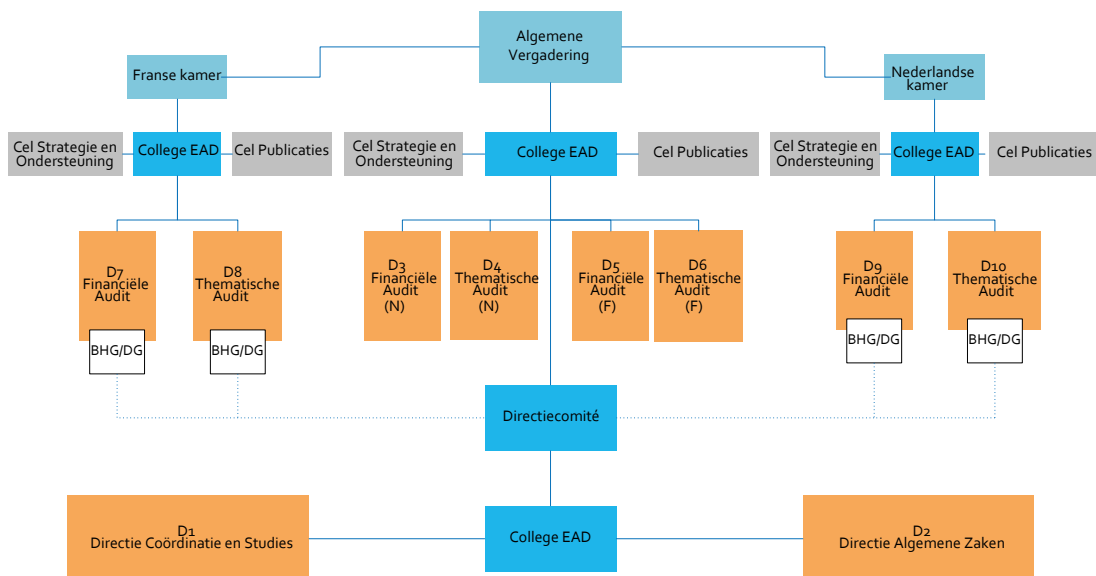 Algemene
Vergadering
Franse kamer
Nederlandse
kamer
Cel Strategie en
Ondersteuning
College EAD
Cel Publicaties
Cel Strategie en
Ondersteuning
College EAD
Cel Publicaties
Cel Strategie en
Ondersteuning
College EAD
Cel Publicaties
D7
Financiële
Audit
BHG/DG
D8
Thematische
Audit
BHG/DG
D3
Financiële
Audit
(N)
D4
Thematische
Audit
(N)
D5
Financiële
Audit
(F)
D6
Thematische
Audit
(F)
D9
Financiële
Audit
BHG/DG
D10
Thematische
Audit
BHG/DG
Directiecomité
D1
Directie Coördinatie en Studies
College EAD
D2
Directie Algemene Zaken